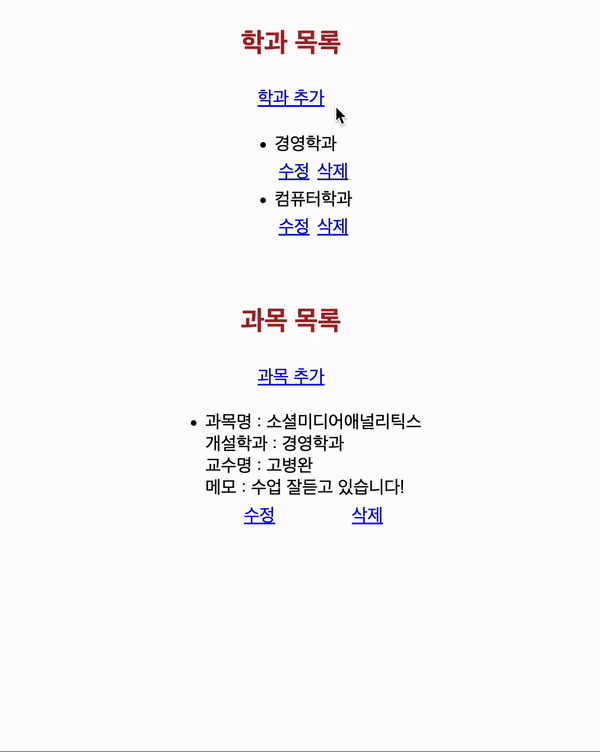 학과 목록
학과 추가
경영학과
수정 삭제
컴퓨터학과
수정 삭제
과목 목록
과목 추가
과목명 : 소셜미디어애널리틱스
개설학과 : 경영학과
교수명 : 고병완
메모 : 수업 잘듣고 있습니다!
수정 삭제